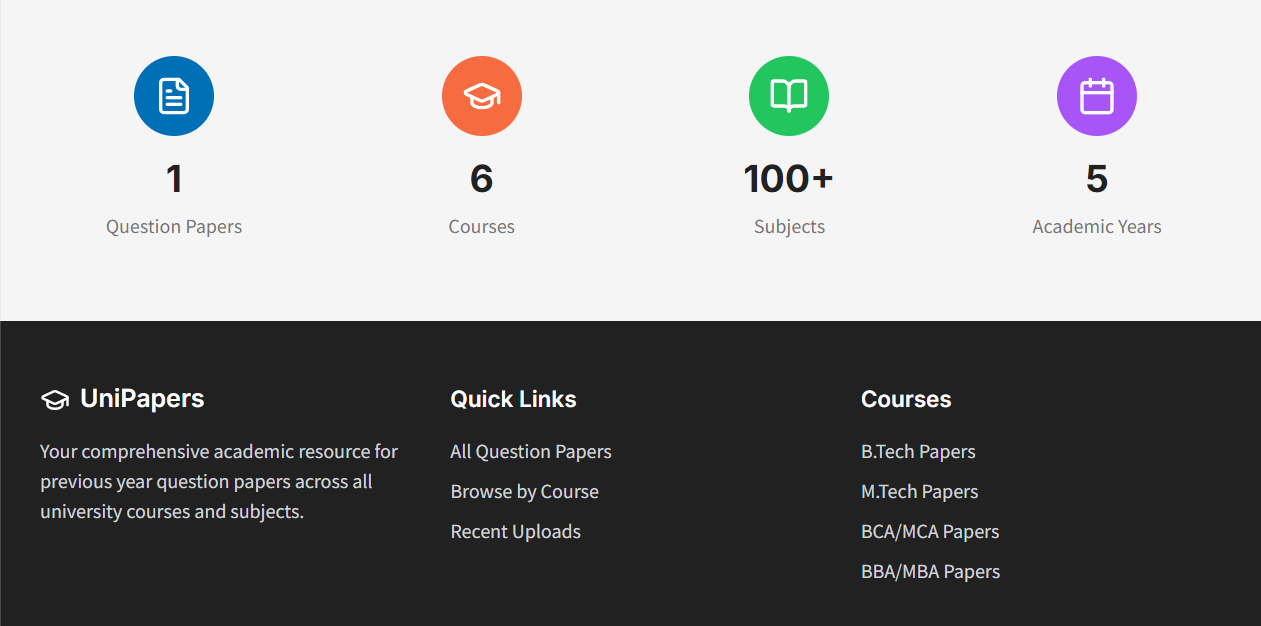 1
Question Papers
6
Courses
100+
Subjects
5
Academic Years
UniPapers
Your comprehensive academic resource for
previous year question papers across all
university courses and subjects.
Quick Links
All Question Papers
Browse by Course
Recent Uploads
Courses
B.Tech Papers
M.Tech Papers
BCA/MCA Papers
BBA/MBA Papers